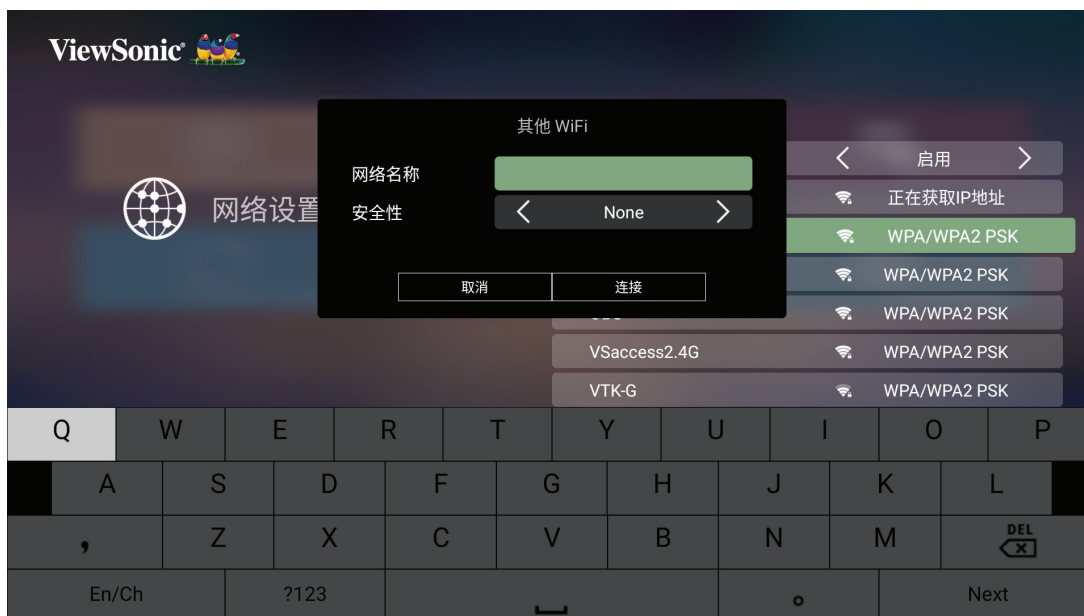 ViewSonic
其他 WiFi
网络名称
安全性 None
取消 连接
网络设置
启用
正在获取IP地址
WPA/WPA2 PSK
WPA/WPA2 PSK
WPA/WPA2 PSK
VSaccess2.4G WPA/WPA2 PSK
VTK-G WPA/WPA2 PSK
Q W E R T Y U I O P
A S D F G H J K L
, Z X C V B N M DEL
En/Ch ?123 。 Next